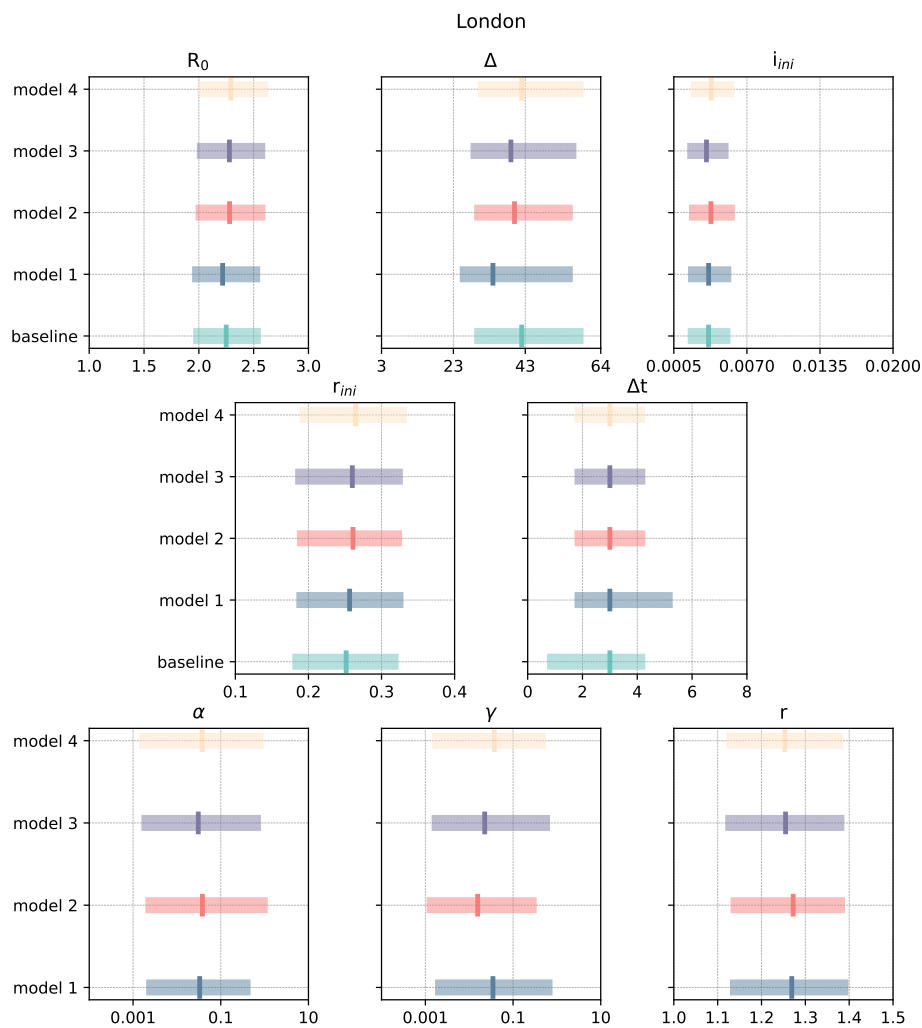 London
R₀ Δ i_ini
model 4
model 3
model 2
model 1
baseline
1.0 1.5 2.0 2.5 3.0 3 23 43 64 0.0005 0.0070 0.0135 0.0200
r_ini Δt
model 4
model 3
model 2
model 1
baseline
0.1 0.2 0.3 0.4 0 2 4 6 8
α γ r
model 4
model 3
model 2
model 1
0.001 0.1 10 0.001 0.1 10 1.0 1.1 1.2 1.3 1.4 1.5